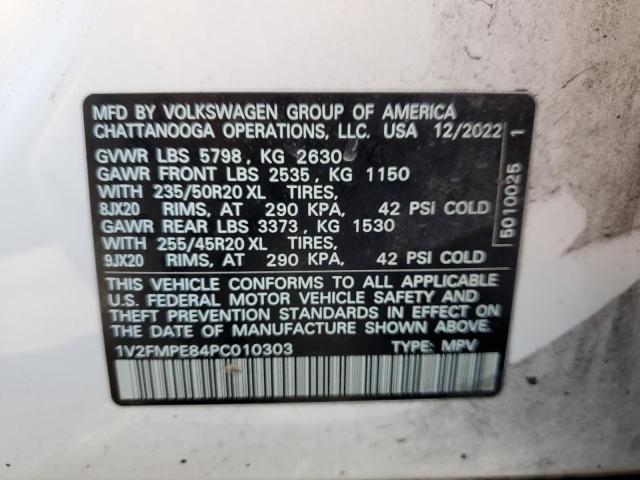 MFD BY VOLKSWAGEN GROUP OF AMERICA
CHATTANOOGA OPERATIONS, LLC. USA 12/2022
GVWR LBS 5798, KG 2630
GAWR FRONT LBS 2535, KG 1150
WITH 235/50R20 XL TIRES,
8JX20 RIMS, AT 290 KPA, 42 PSI COLD
GAWR REAR LBS 3373, KG 1530
WITH 255/45R20 XL TIRES,
9JX20 RIMS, AT 290 KPA, 42 PSI COLD
THIS VEHICLE CONFORMS TO ALL APPLICABLE
U.S. FEDERAL MOTOR VEHICLE SAFETY AND
THEFT PREVENTION STANDARDS IN EFFECT ON
THE DATE OF MANUFACTURE SHOWN ABOVE.
1V2FMPE84PC010303 TYPE: MPV
5010025 1